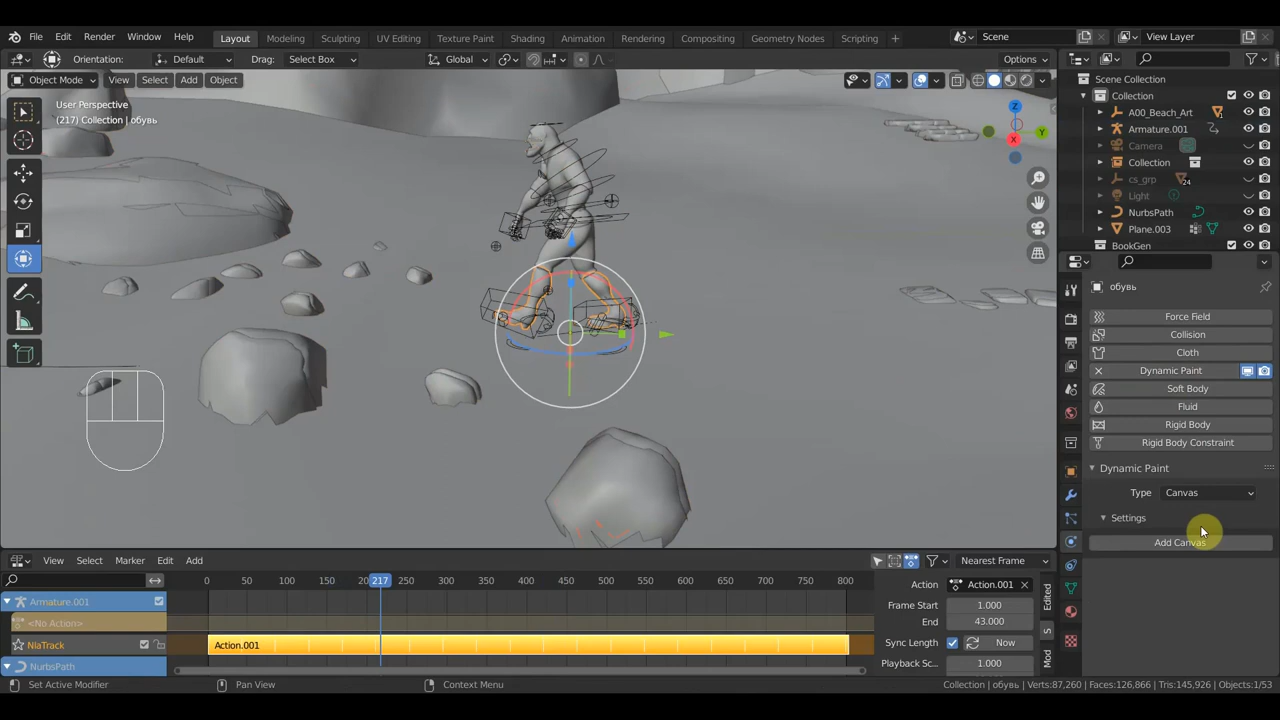 File Edit Render Window Help
Layout Modeling Sculpting UV Editing Texture Paint Shading Animation Rendering Compositing Geometry Nodes Scripting +
Scene View Layer
Orientation: Default Drag: Select Box Global Options
Object Mode View Select Add Object
User Perspective
(217) Collection | обувь
Z
Y
X
Scene Collection
Collection
A00_Beach_Art
Armature.001
Camera
Collection
cs_grp 24
Light
NurbsPath
Plane.003
BookGen
обувь
Force Field
Collision
Cloth
Dynamic Paint
Soft Body
Fluid
Rigid Body
Rigid Body Constraint
Dynamic Paint
Type Canvas
Settings
Add Canvas
View Select Marker Edit Add Nearest Frame
0 50 100 150 20 217 250 300 350 400 450 500 550 600 650 700 750 800
Armature.001
<No Action>
NlaTrack Action.001
NurbsPath
Action Action.001
Frame Start 1.000
End 43.000
Sync Length Now
Playback Sc... 1.000
Edited
S
Mod
Set Active Modifier Pan View Context Menu Collection | обувь | Verts:87,260 | Faces:126,866 | Tris:145,926 | Objects:1/53